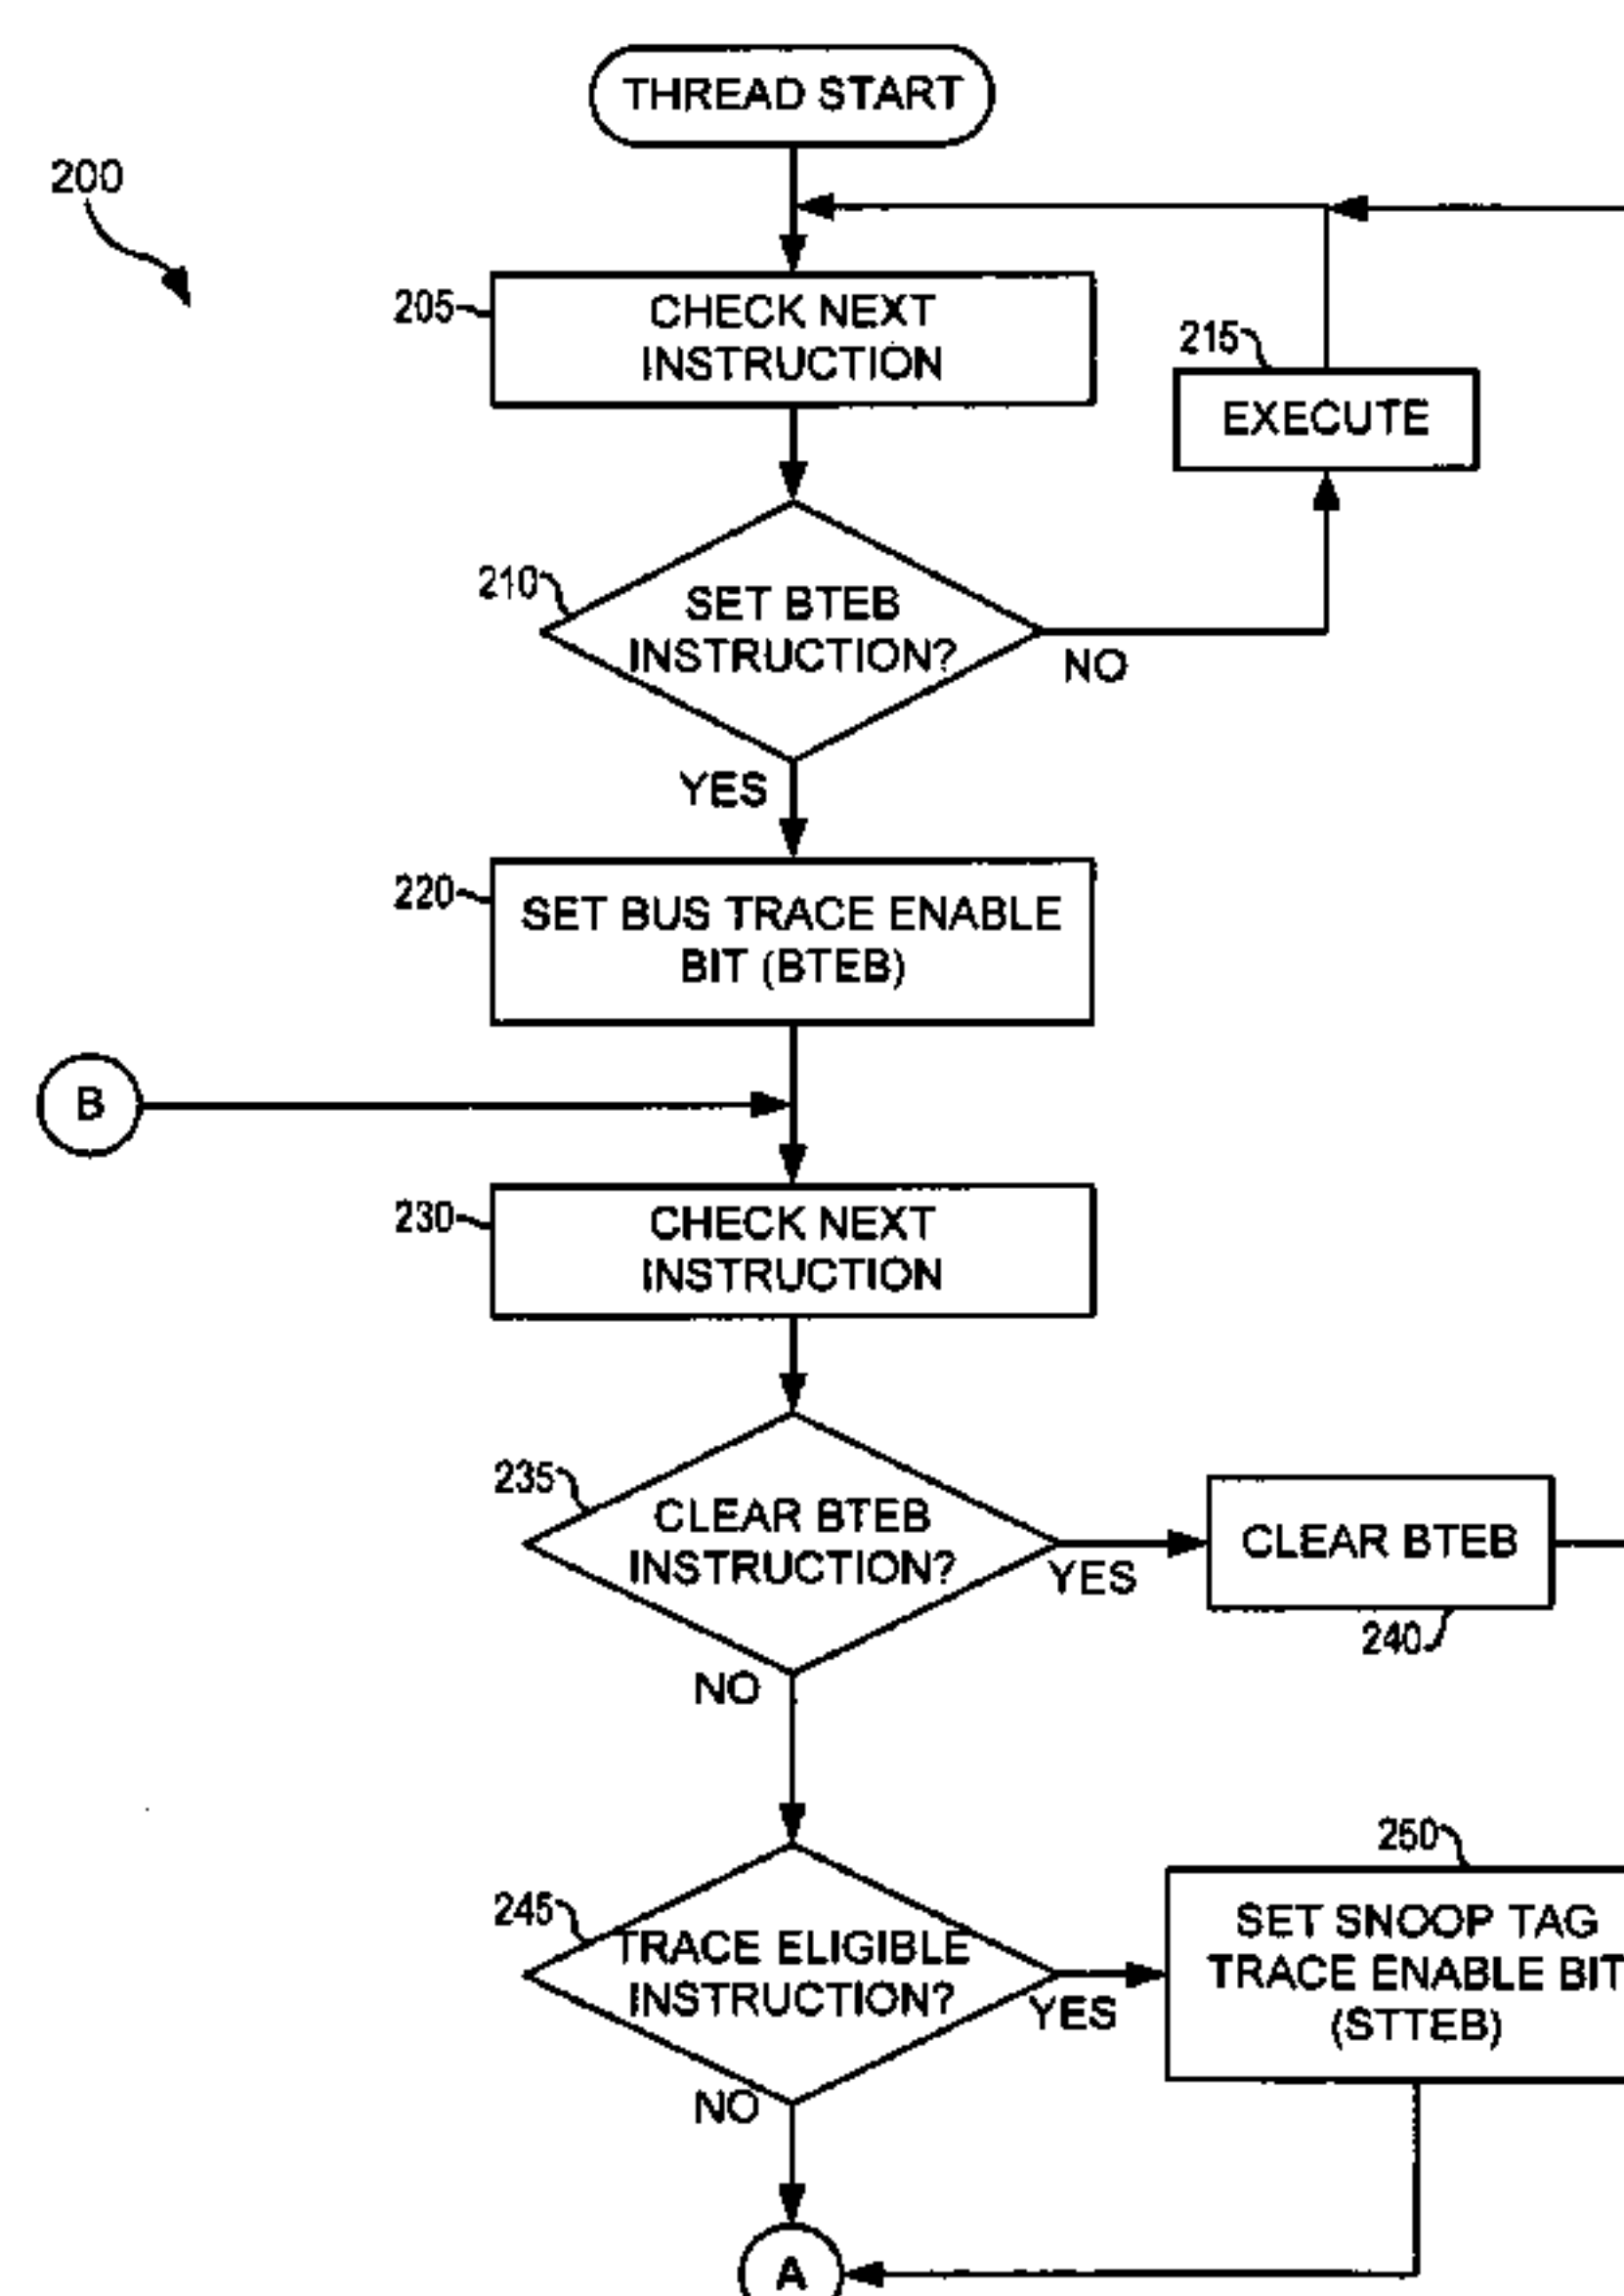 THREAD START
200
205
CHECK NEXT
INSTRUCTION
215
EXECUTE
210
SET BTEB
INSTRUCTION?
NO
YES
220
SET BUS TRACE ENABLE
BIT (BTEB)
B
230
CHECK NEXT
INSTRUCTION
235
CLEAR BTEB
INSTRUCTION?
YES
CLEAR BTEB
240
NO
250
245
TRACE ELIGIBLE
INSTRUCTION?
YES
SET SNOOP TAG
TRACE ENABLE BIT
(STTEB)
NO
A